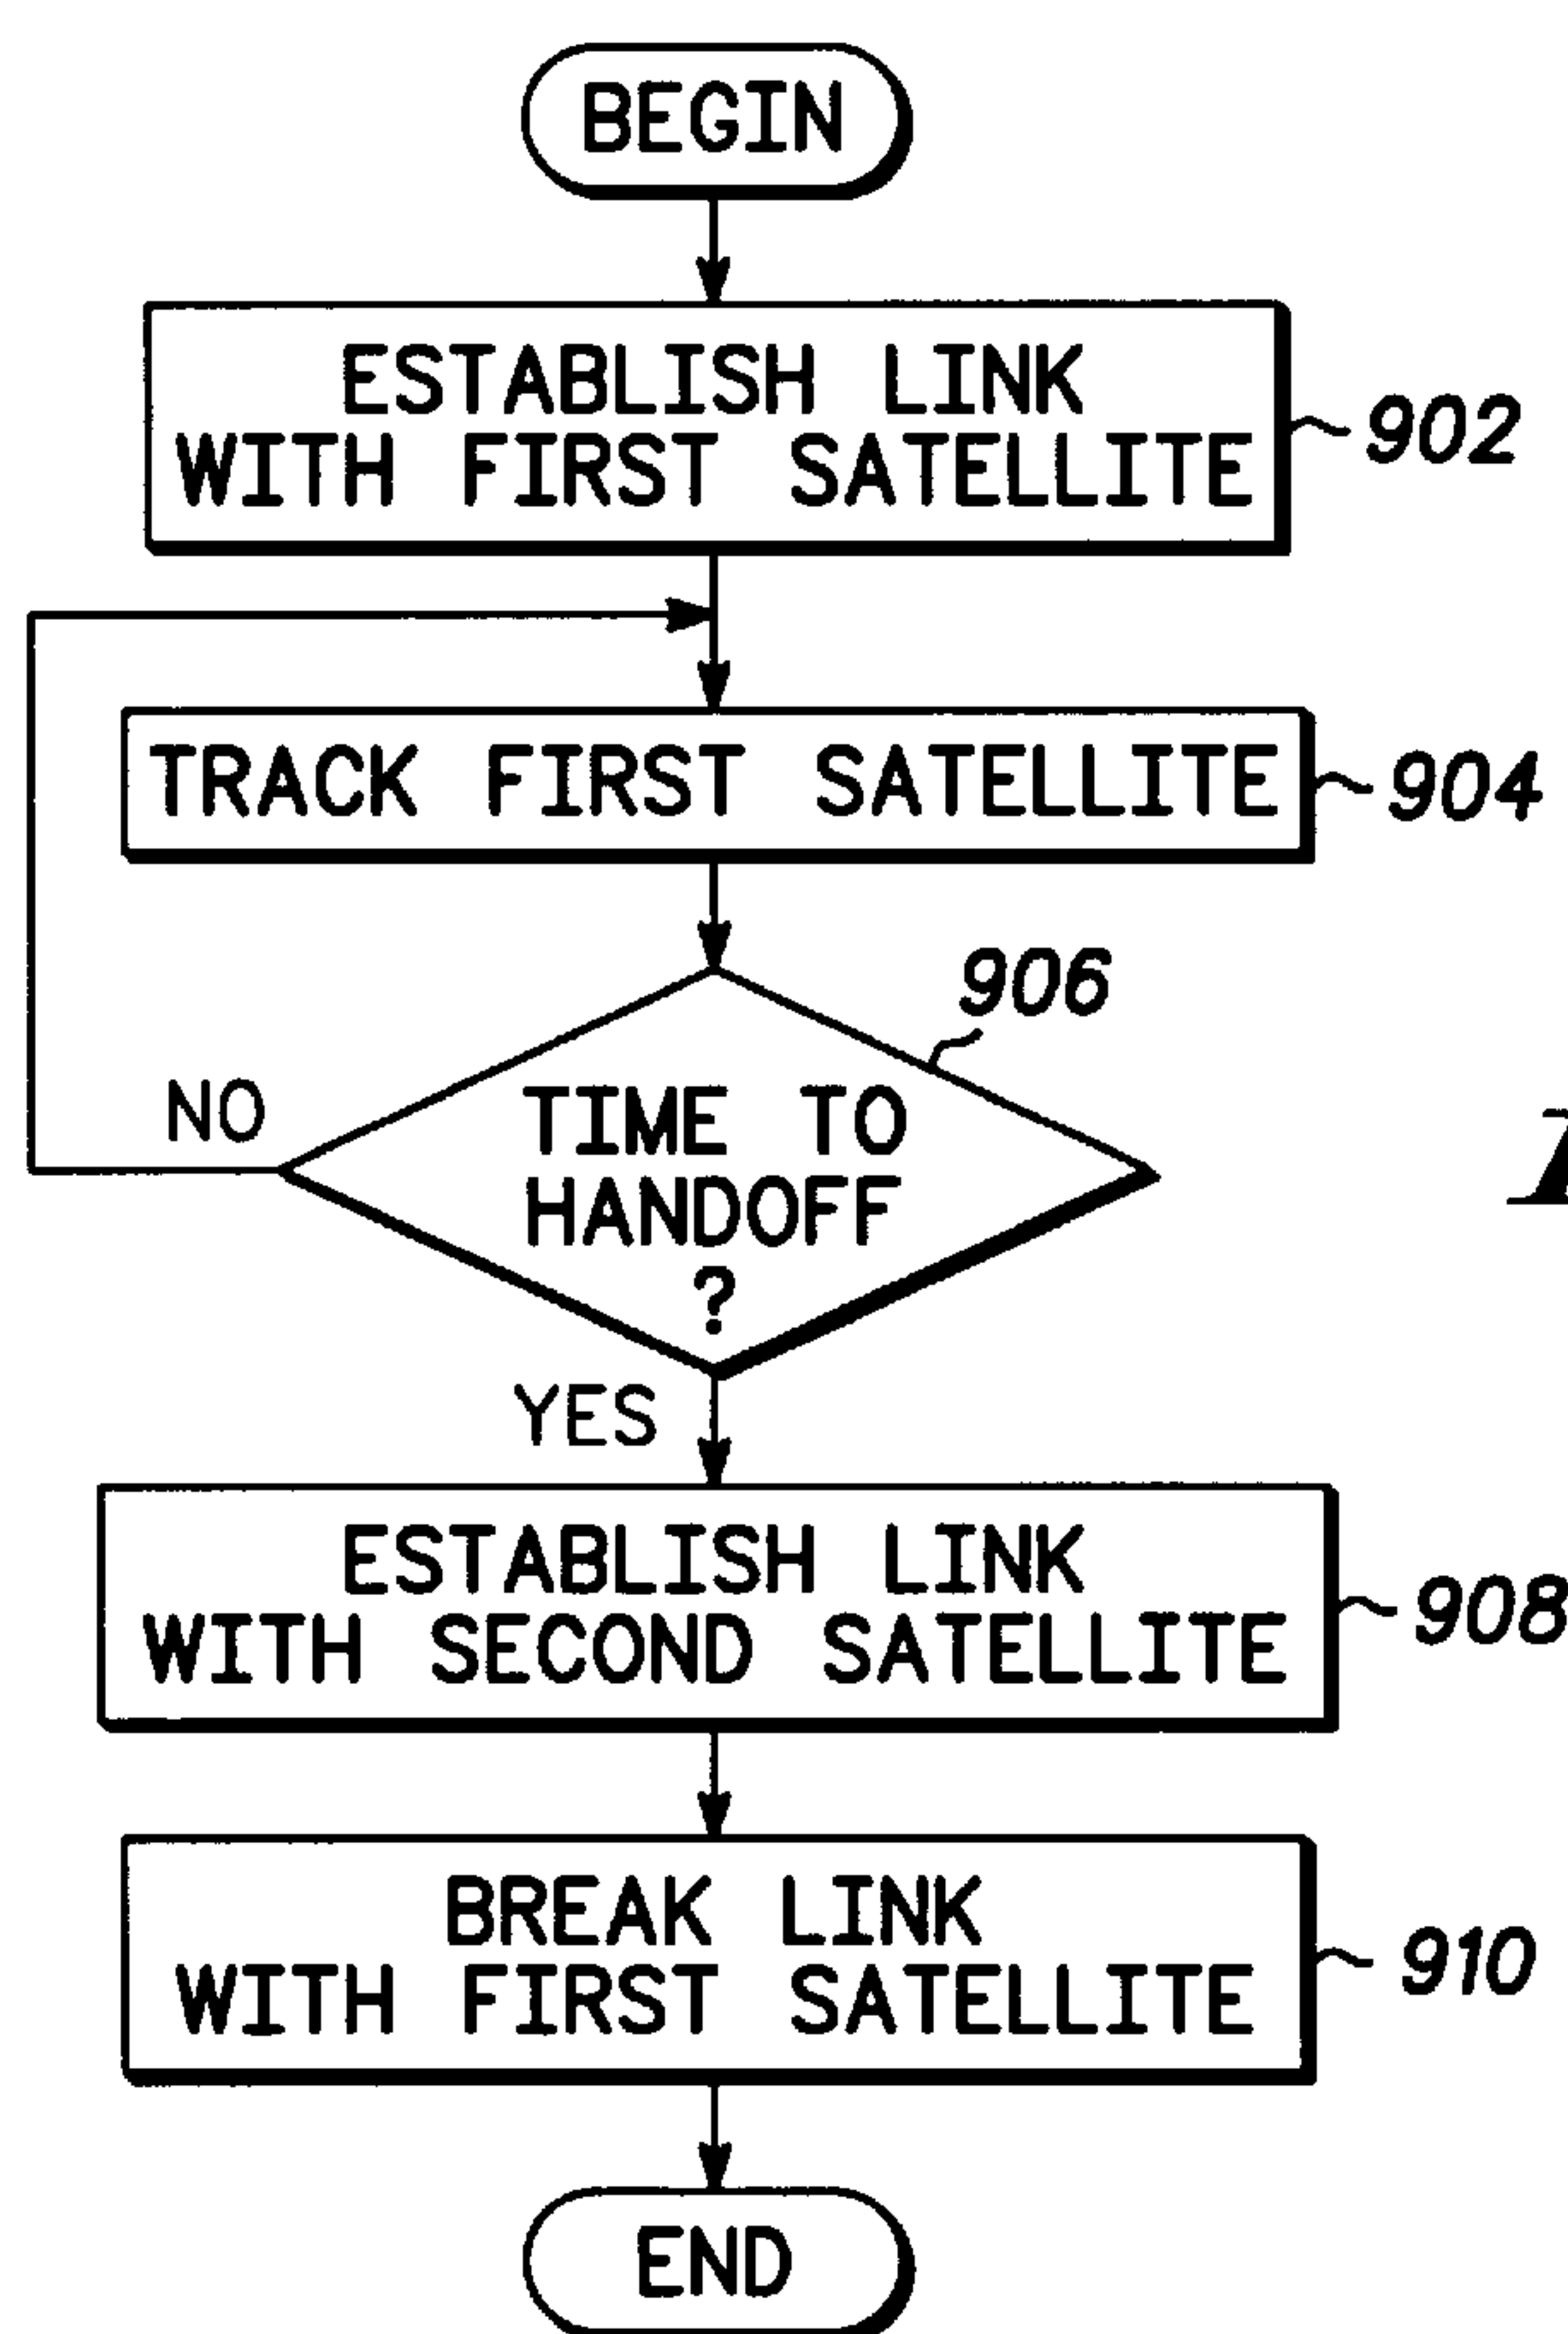 BEGIN
ESTABLISH LINK
WITH FIRST SATELLITE
902
TRACK FIRST SATELLITE
904
906
TIME TO
HANDOFF
?
NO
YES
ESTABLISH LINK
WITH SECOND SATELLITE
908
BREAK LINK
WITH FIRST SATELLITE
910
END